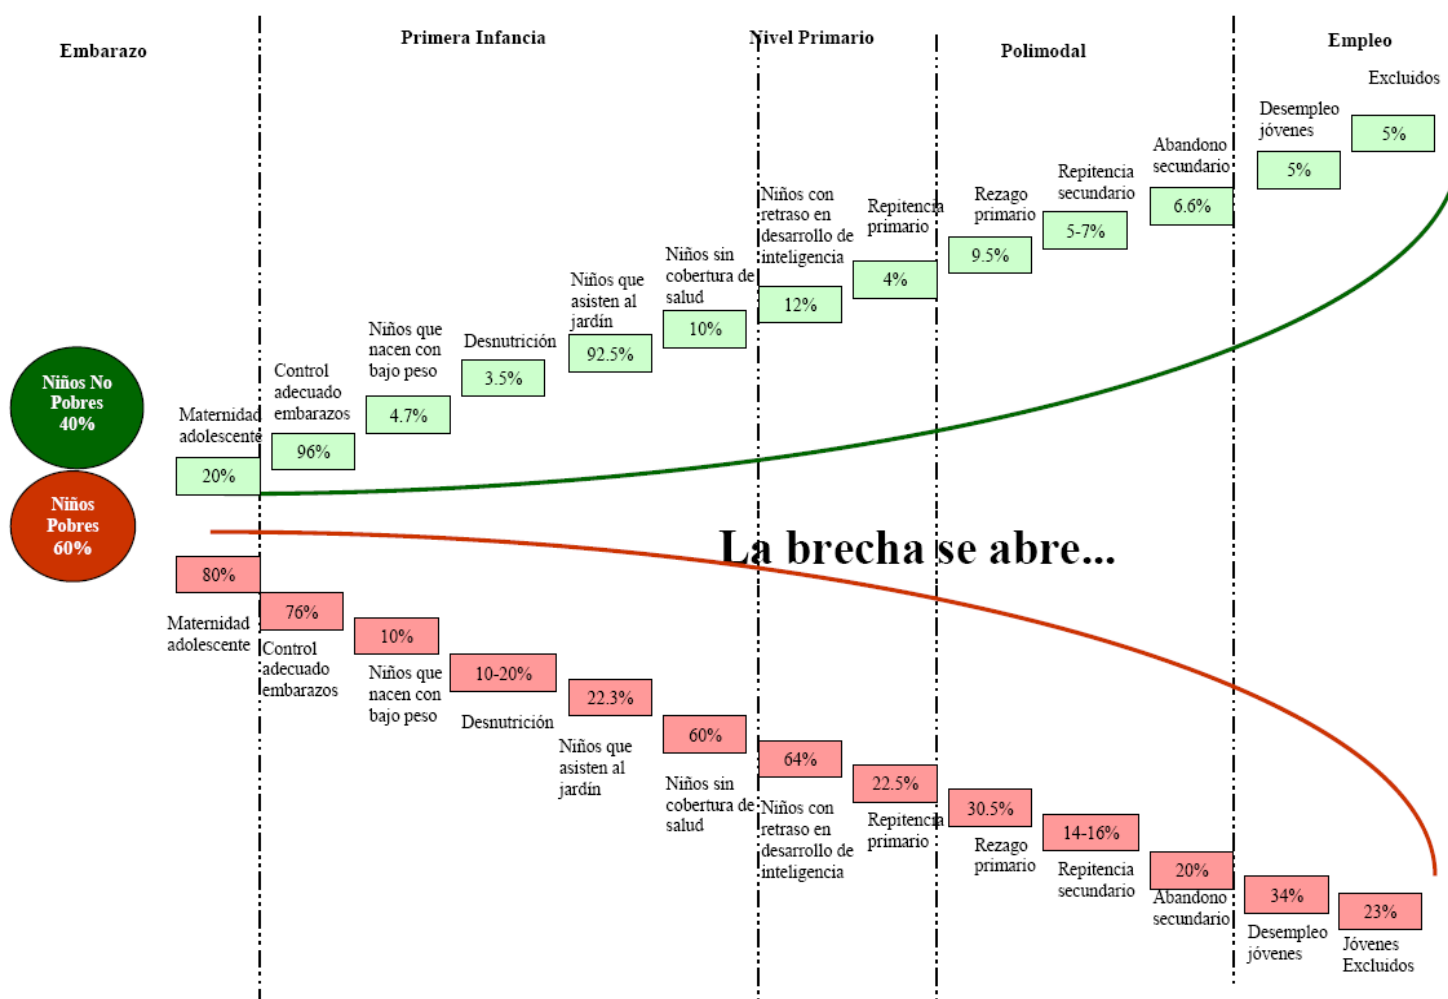 Embarazo
Primera Infancia
Nivel Primario
Polimodal
Empleo
Excluidos
5%
Desempleo
jóvenes
5%
Abandono
secundario
6.6%
Repitencia
secundario
5-7%
Rezago
primario
9.5%
Repitencia
primario
4%
Niños con
retraso en
desarrollo de
inteligencia
12%
Niños sin
cobertura de
salud
10%
Niños que
asisten al
jardín
92.5%
Desnutrición
3.5%
Niños que
nacen con
bajo peso
4.7%
Control
adecuado
embarazos
96%
Maternidad
adolescente
20%
Niños No
Pobres
40%
Niños
Pobres
60%
La brecha se abre...
80%
Maternidad
adolescente
76%
Control
adecuado
embarazos
10%
Niños que
nacen con
bajo peso
10-20%
Desnutrición
22.3%
Niños que
asisten al
jardín
60%
Niños sin
cobertura de
salud
64%
Niños con
retraso en
desarrollo de
inteligencia
22.5%
Repitencia
primario
30.5%
Rezago
primario
14-16%
Repitencia
secundario
20%
Abandono
secundario
34%
Desempleo
jóvenes
23%
Jóvenes
Excluidos